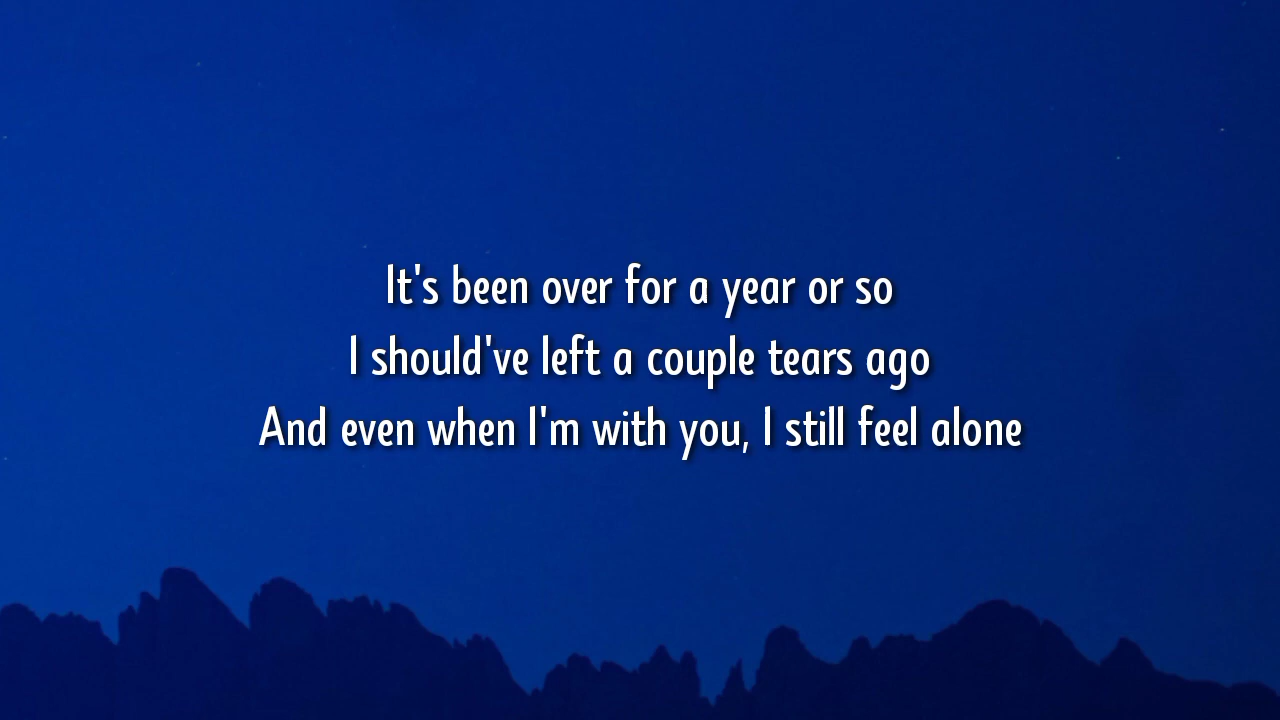 It's been over for a year or so
I should've left a couple tears ago
And even when I'm with you, I still feel alone